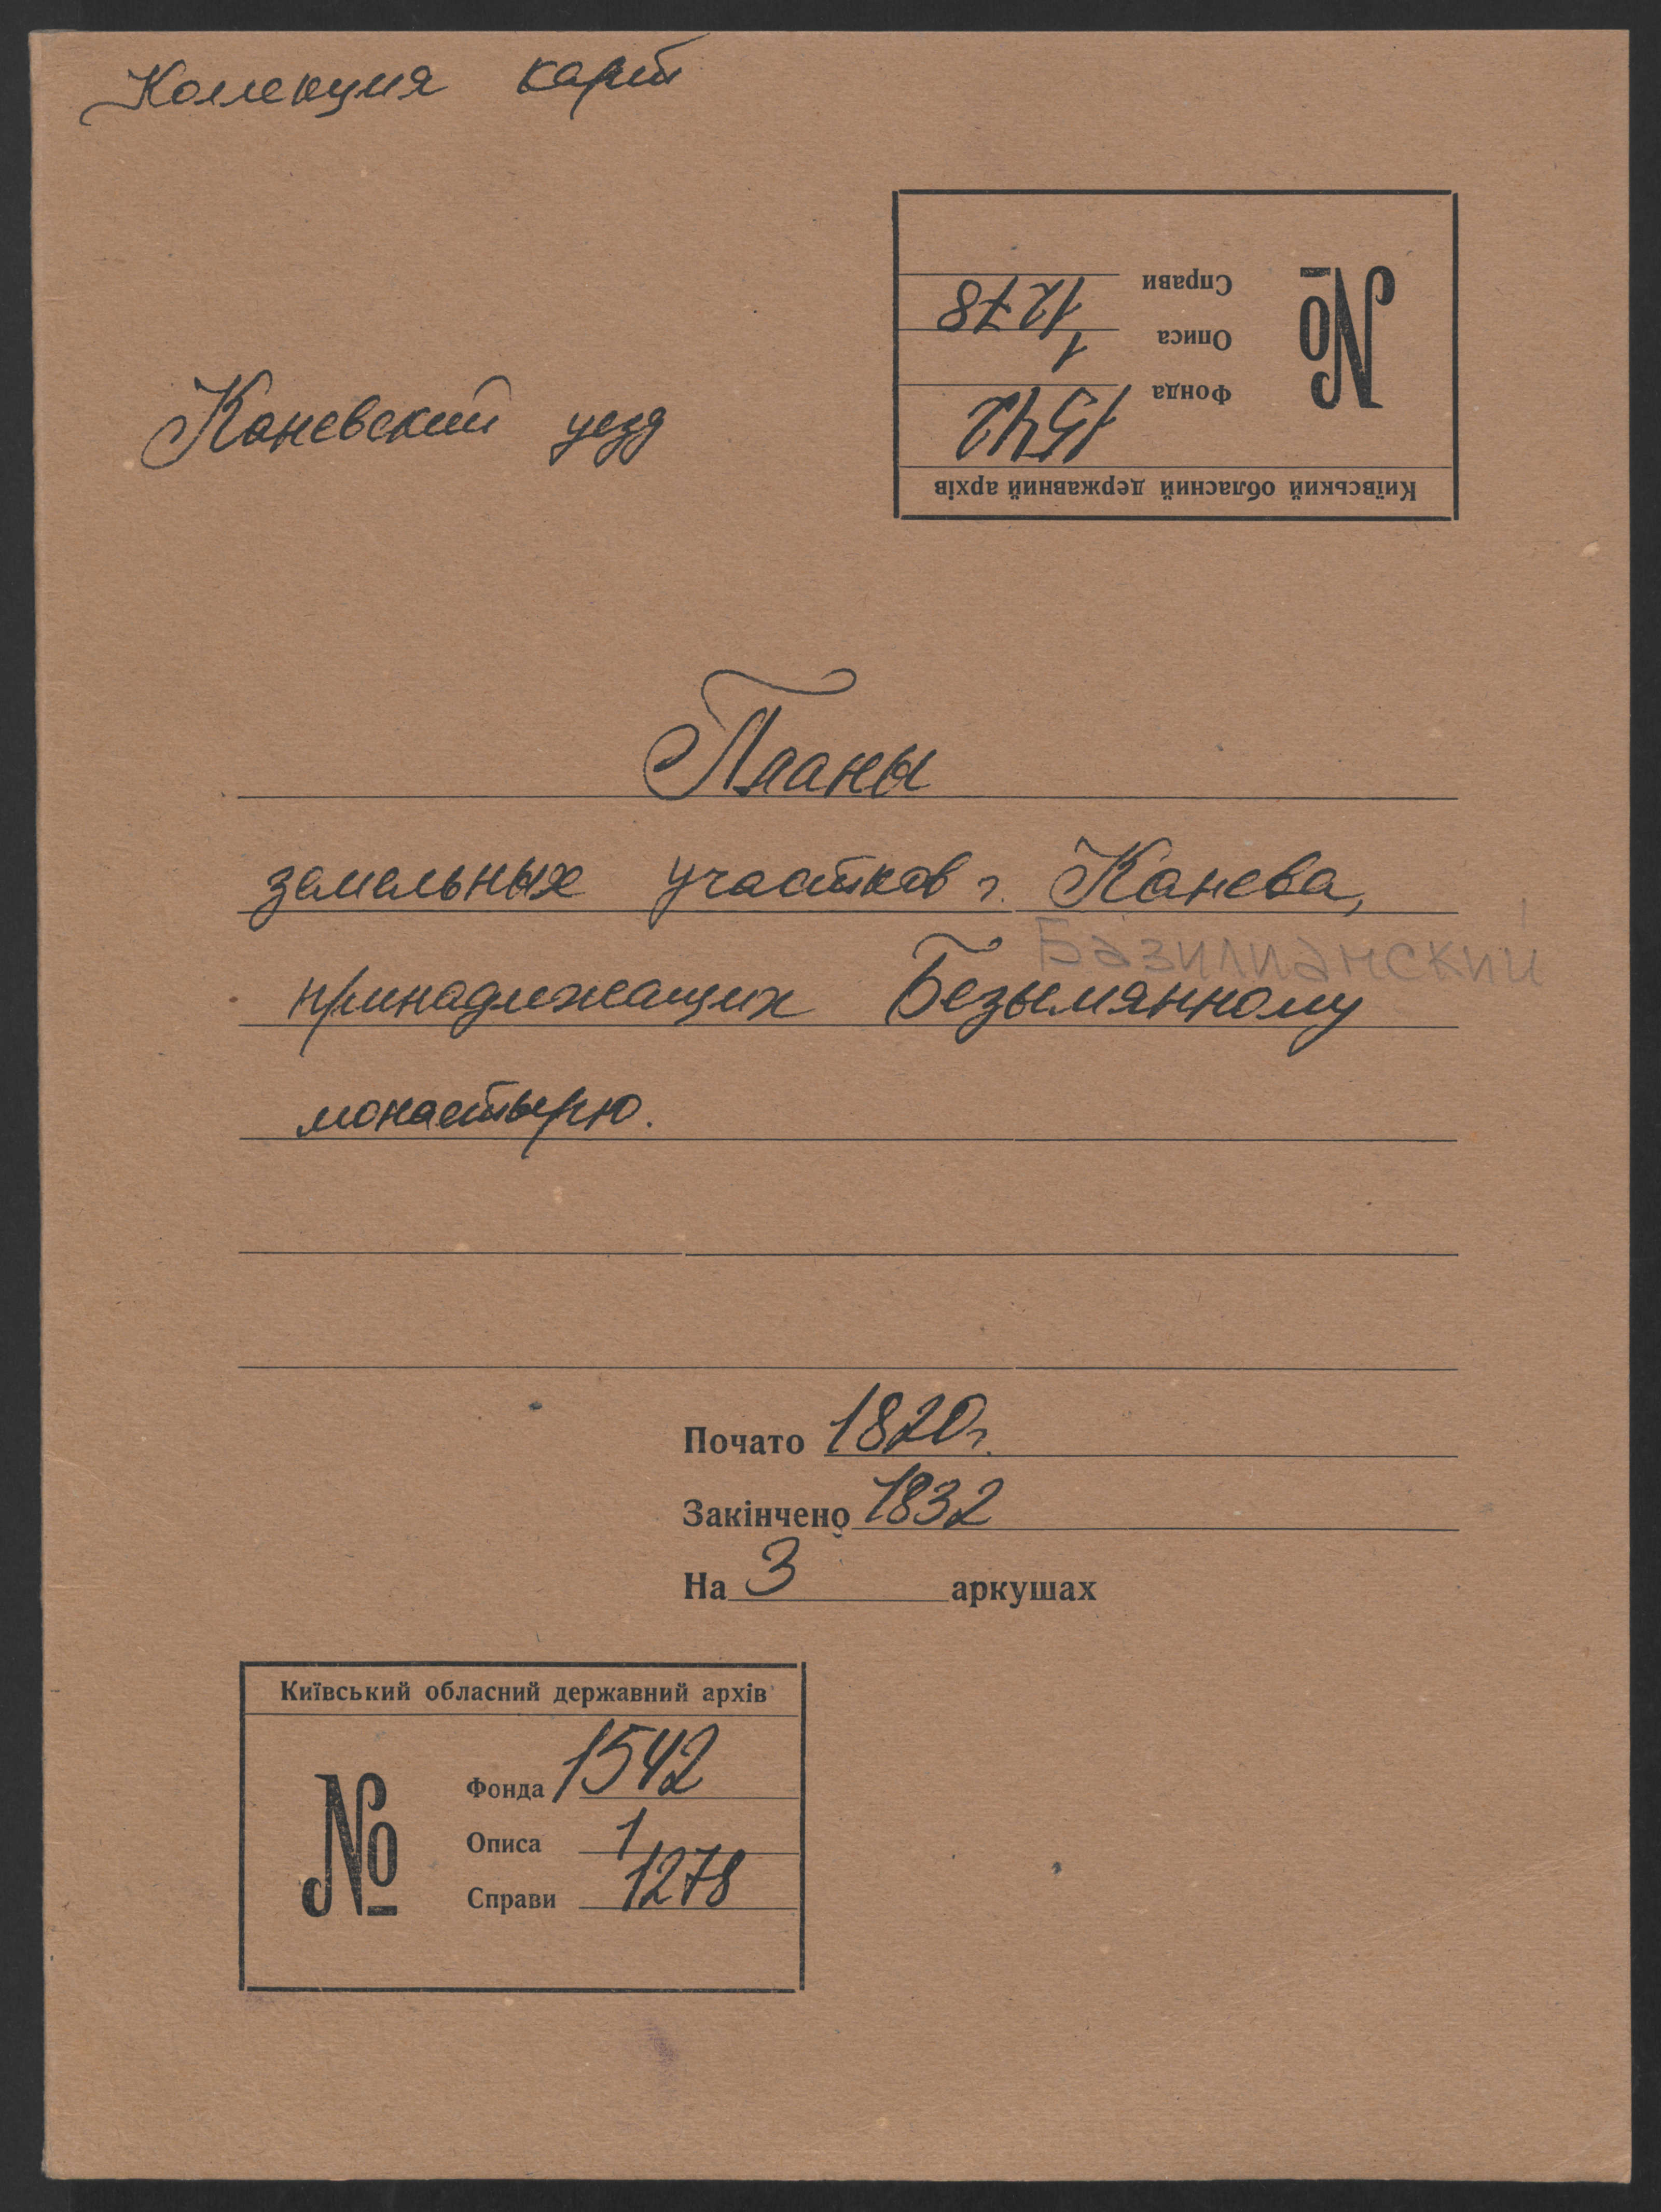 Коллекция карт
Каневский уезд
Київський обласний державний архів
№
Фонда 1542
Описа 1
Справи 1278
Планы
земельных участков г. Канева,
Базилианский
принадлежащих Безымянному
монастырю.
Почато 1820г.
Закінчено 1832
На 3 аркушах
Київський обласний державний архів
№
Фонда 1542
Описа 1
Справи 1278